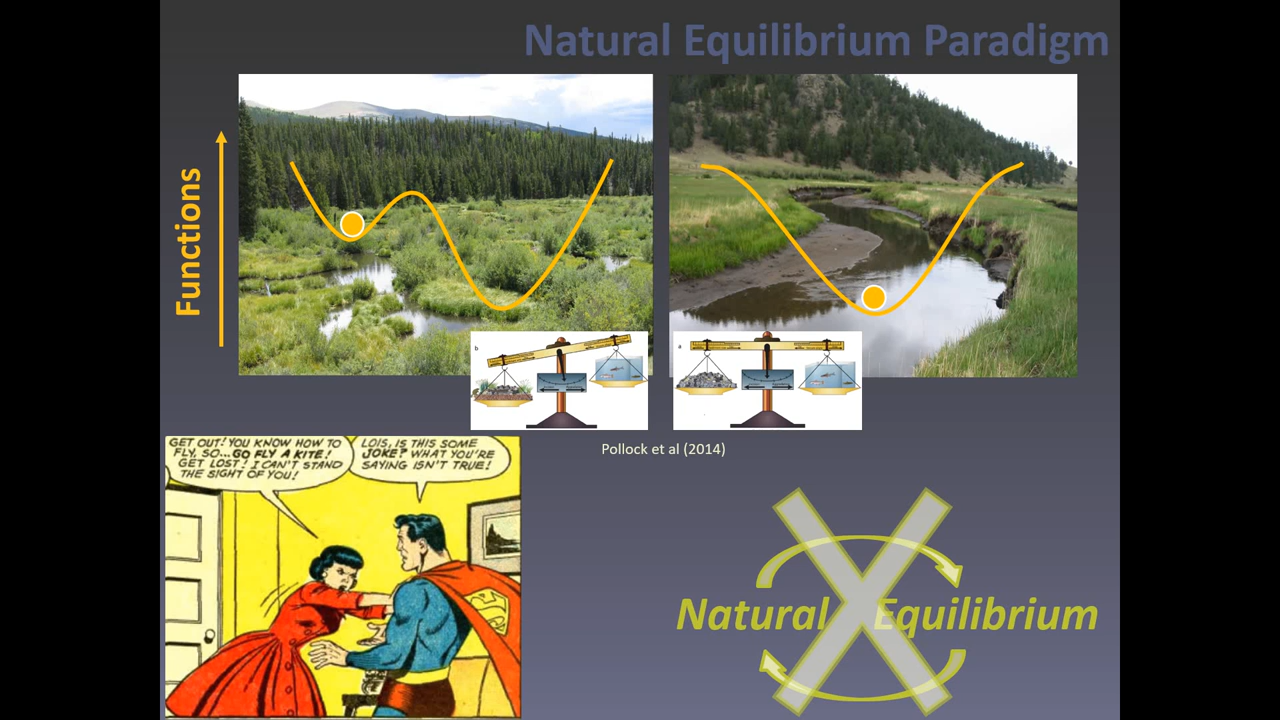 Natural Equilibrium Paradigm
Functions
b
a
Pollock et al (2014)
GET OUT! YOU KNOW HOW TO
FLY, SO...GO FLY A KITE!
GET LOST! I CAN'T STAND
THE SIGHT OF YOU!
LOIS, IS THIS SOME
JOKE? WHAT YOU'RE
SAYING ISN'T TRUE!
Natural Equilibrium